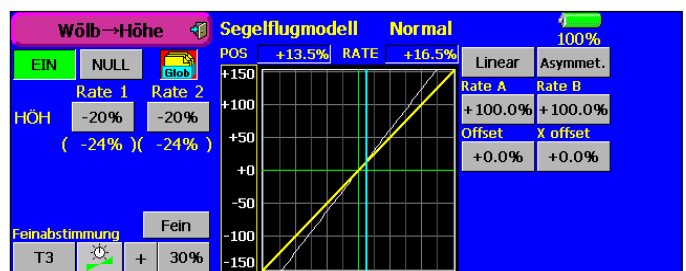 Wölb→Höhe
Segelflugmodell Normal
100%
EIN NULL Glob
POS +13.5% RATE +16.5%
Linear Asymmet.
Rate 1 Rate 2
Rate A Rate B
HÖH -20% -20%
+100.0% +100.0%
( -24% )( -24% )
Offset X offset
+0.0% +0.0%
+150
+100
+50
+0
-50
-100
-150
Fein
Feinabstimmung
T3 + 30%